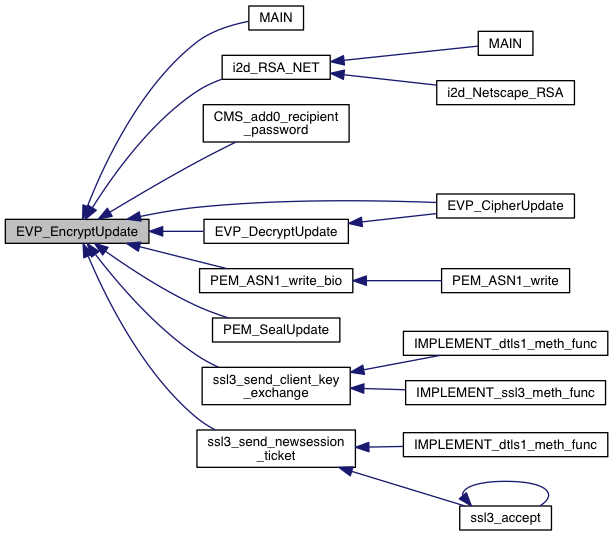 MAIN
i2d_RSA_NET
MAIN
i2d_Netscape_RSA
CMS_add0_recipient
_password
EVP_EncryptUpdate
EVP_CipherUpdate
EVP_DecryptUpdate
PEM_ASN1_write_bio
PEM_ASN1_write
PEM_SealUpdate
IMPLEMENT_dtls1_meth_func
ssl3_send_client_key
_exchange
IMPLEMENT_ssl3_meth_func
ssl3_send_newsession
_ticket
IMPLEMENT_dtls1_meth_func
ssl3_accept